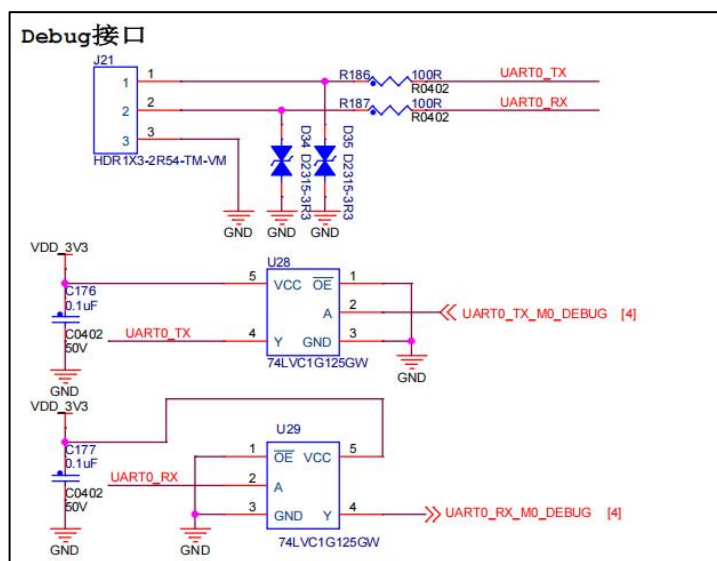 Debug接口
J21
1 1 R186 100R UART0_TX
R0402
2 2 R187 100R UART0_RX
R0402
3 3
HDR1X3-2R54-TM-VM
D34 D2315-3R3
D35 D2315-3R3
GND
GND GND
VDD_3V3
U28
C176
0.1uF
C0402
50V
GND
5 VCC OE 1
A 2 UART_TX_M0_DEBUG [4]
UART0_TX 4 Y GND 3
74LVC1G125GW
GND
VDD_3V3
U29
C177
0.1uF
C0402
50V
GND
1 OE VCC 5
UART0_RX 2 A
3 GND Y 4 UART0_RX_M0_DEBUG [4]
74LVC1G125GW
GND